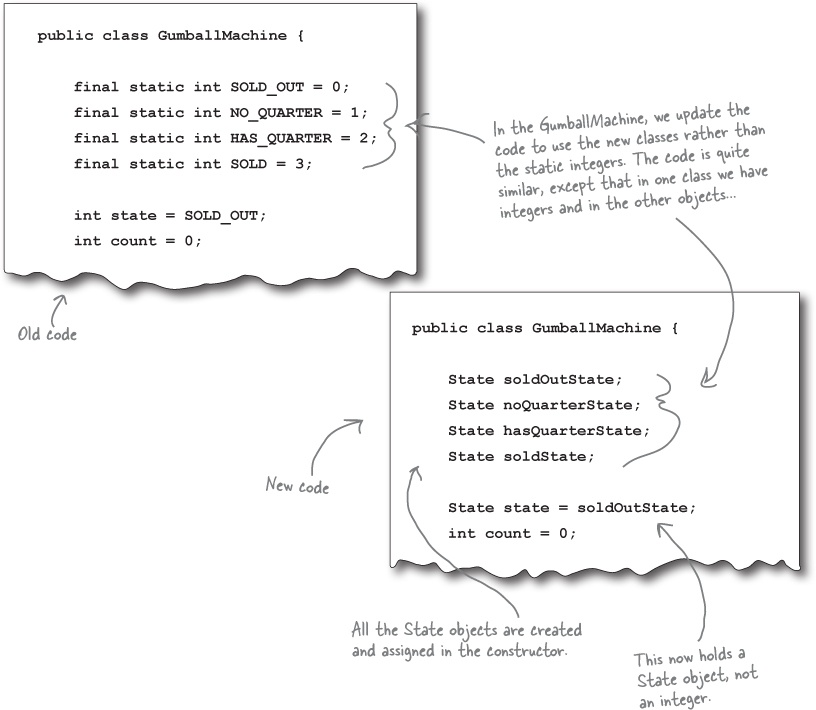 public class GumballMachine {
final static int SOLD_OUT = 0;
final static int NO_QUARTER = 1;
final static int HAS_QUARTER = 2;
final static int SOLD = 3;
int state = SOLD_OUT;
int count = 0;
In the GumballMachine, we update the
code to use the new classes rather than
the static integers. The code is quite
similar, except that in one class we have
integers and in the other objects...
Old code
public class GumballMachine {
State soldOutState;
State noQuarterState;
State hasQuarterState;
State soldState;
State state = soldOutState;
int count = 0;
New code
All the State objects are created
and assigned in the constructor.
This now holds a
State object, not
an integer.